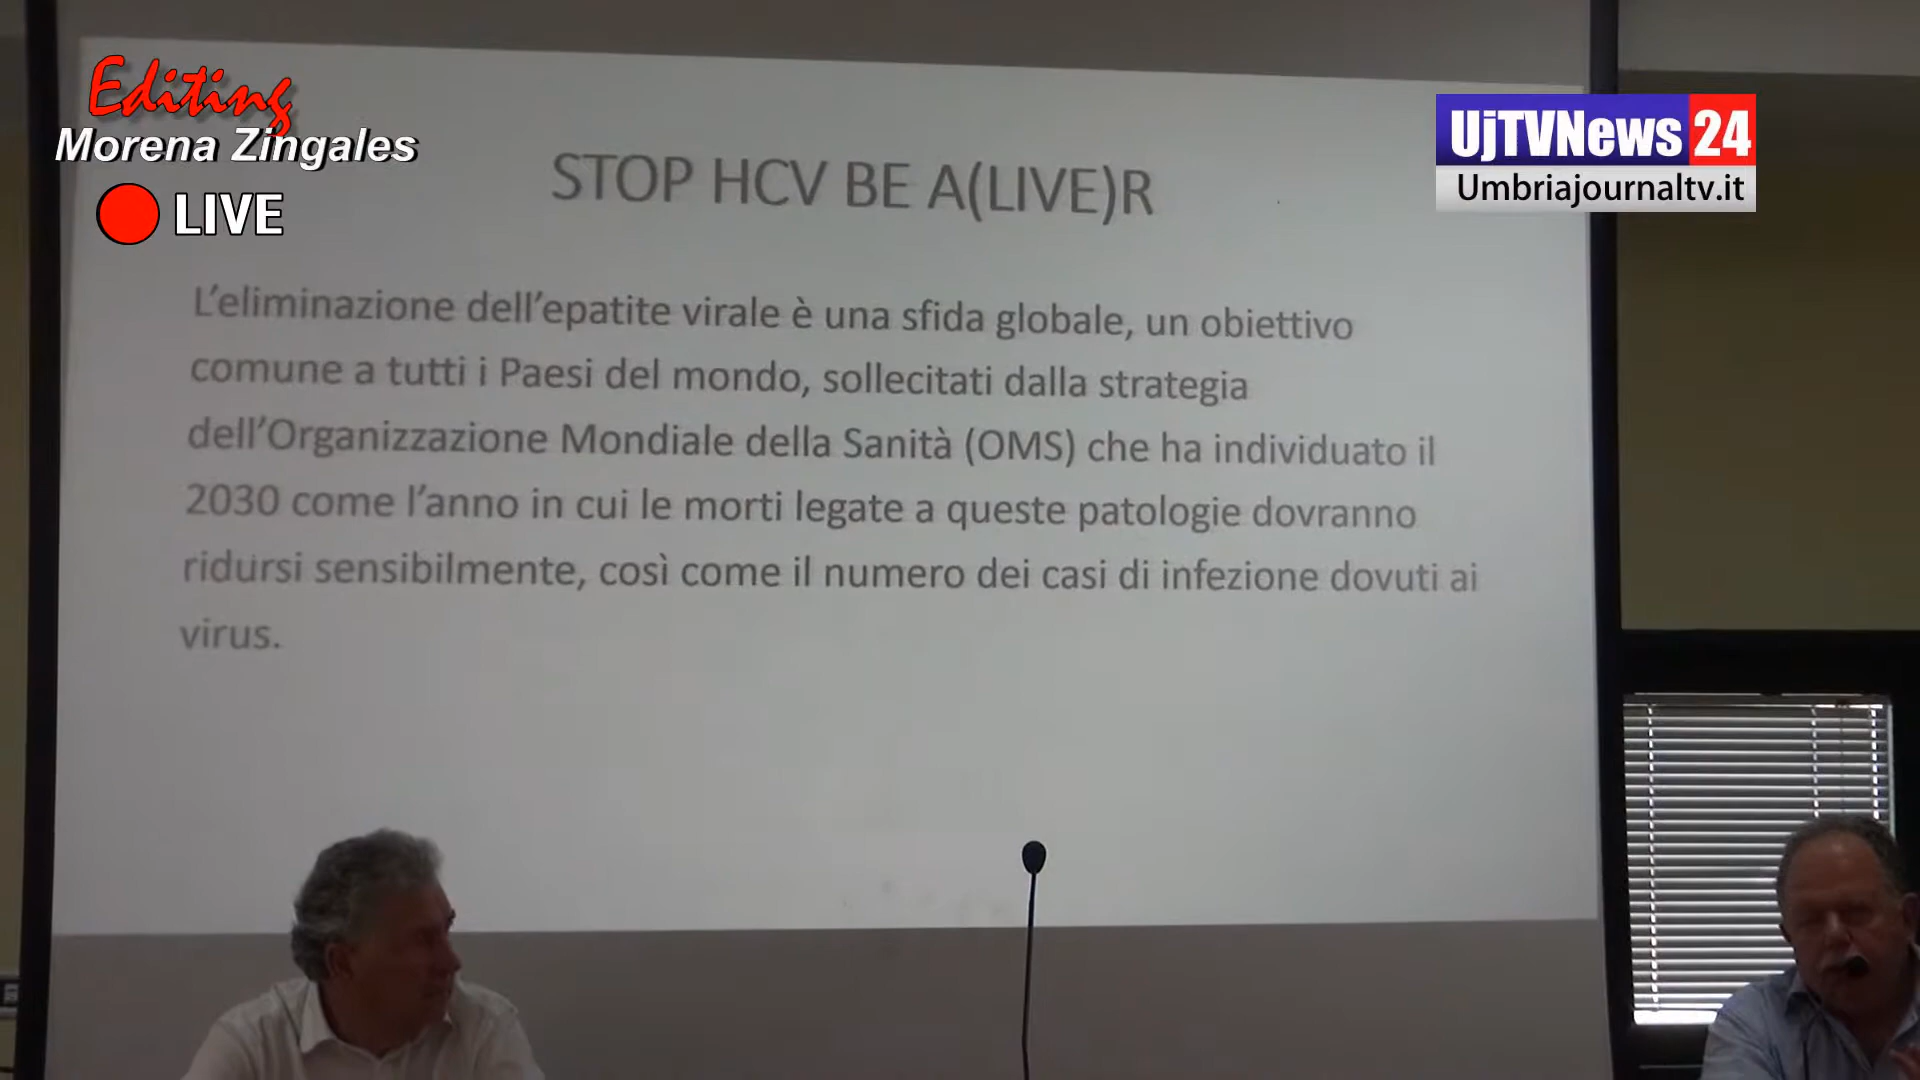 Editing
Morena Zingales
LIVE
UjTVNews 24
Umbriajournaltv.it
STOP HCV BE A(LIVE)R
L'eliminazione dell'epatite virale è una sfida globale, un obiettivo
comune a tutti i Paesi del mondo, sollecitati dalla strategia
dell'Organizzazione Mondiale della Sanità (OMS) che ha individuato il
2030 come l'anno in cui le morti legate a queste patologie dovranno
ridursi sensibilmente, così come il numero dei casi di infezione dovuti ai
virus.